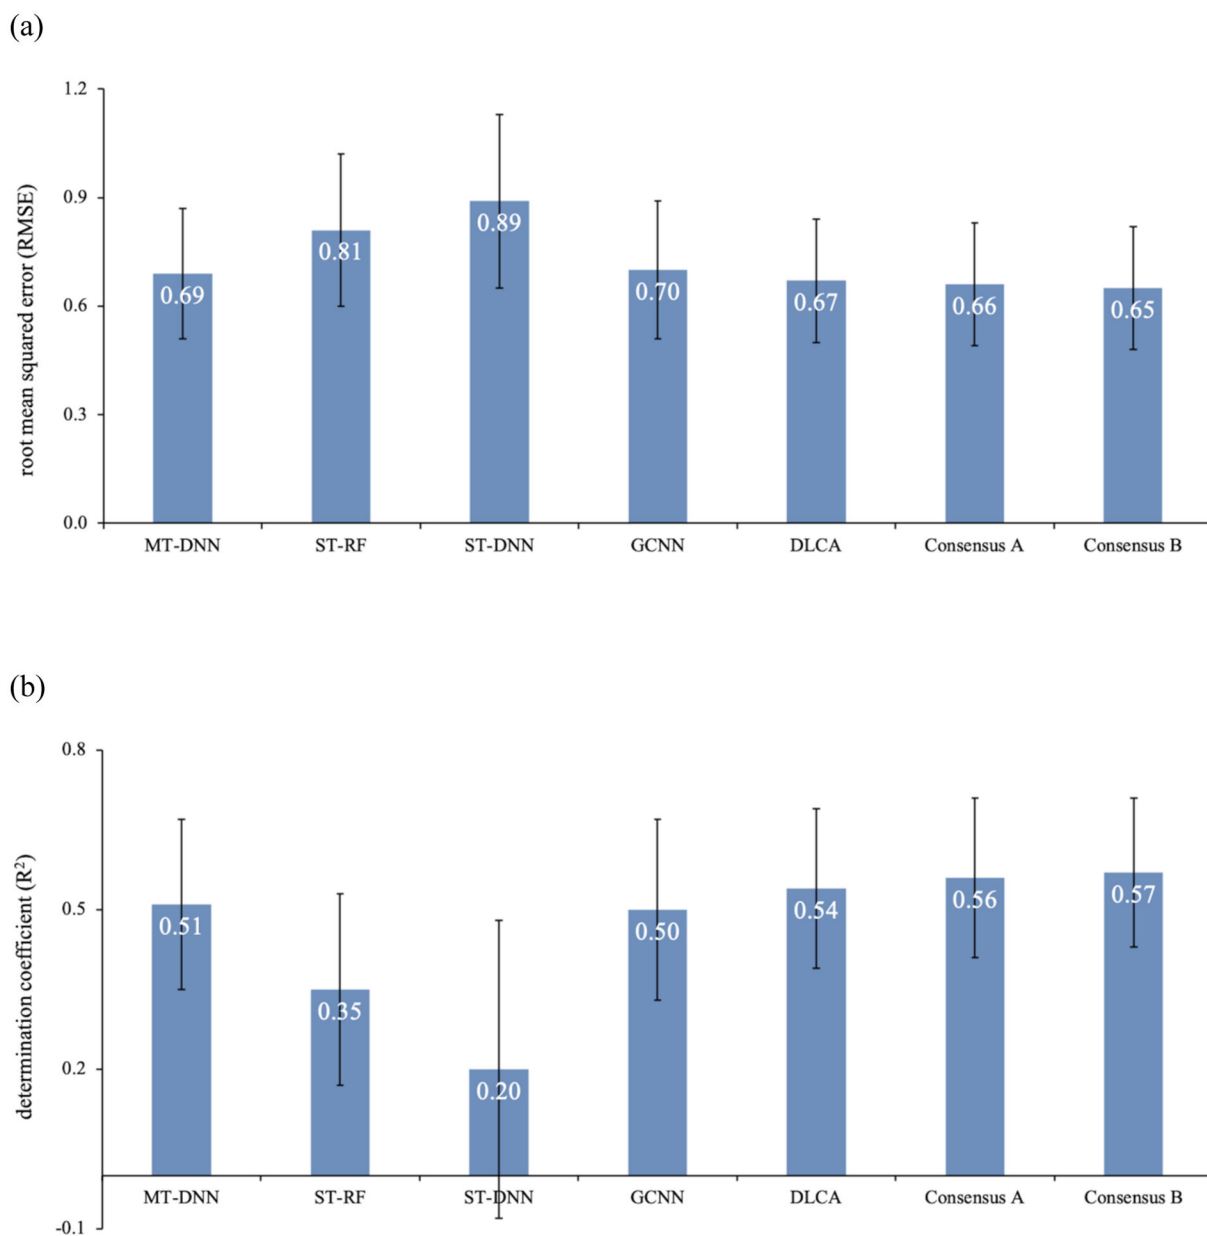 (a)
root mean squared error (RMSE)
1.2
0.9
0.6
0.3
0.0
0.69
0.81
0.89
0.70
0.67
0.66
0.65
MT-DNN
ST-RF
ST-DNN
GCNN
DLCA
Consensus A
Consensus B
(b)
determination coefficient (R²)
0.8
0.5
0.2
-0.1
0.51
0.35
0.20
0.50
0.54
0.56
0.57
MT-DNN
ST-RF
ST-DNN
GCNN
DLCA
Consensus A
Consensus B